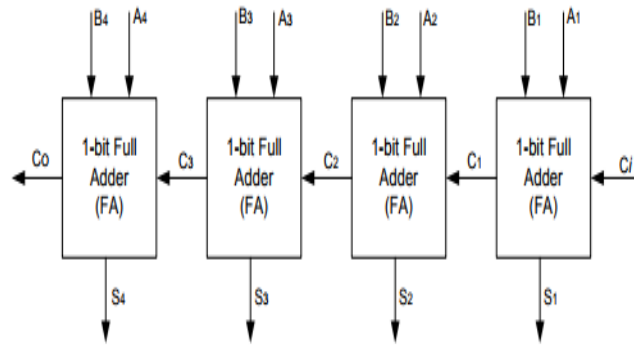 B4 A4 B3 A3 B2 A2 B1 A1
Co 1-bit Full Adder (FA) C3 1-bit Full Adder (FA) C2 1-bit Full Adder (FA) C1 1-bit Full Adder (FA) Ci
S4 S3 S2 S1